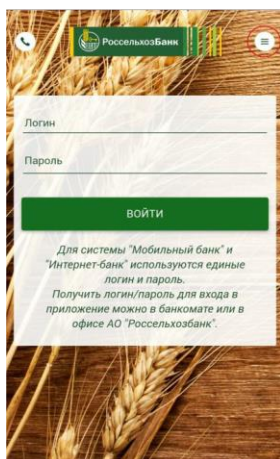 РоссельхозБанк
Логин
Пароль
ВОЙТИ
Для системы "Мобильный банк" и
"Интернет-банк" используются единые
логин и пароль.
Получить логин/пароль для входа в
приложение можно в банкомате или в
офисе АО "Россельхозбанк".